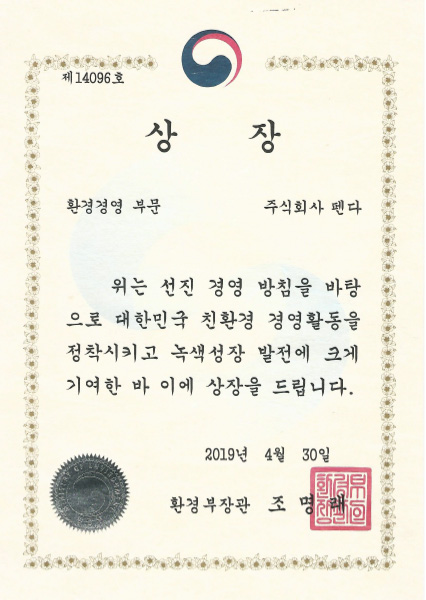 제14096호
상 장
환경경영 부문 주식회사 펜다
위는 선진 경영 방침을 바탕
으로 대한민국 친환경 경영활동을
정착시키고 녹색성장 발전에 크게
기여한 바 이에 상장을 드립니다.
2019년 4월 30일
환경부장관 조명래